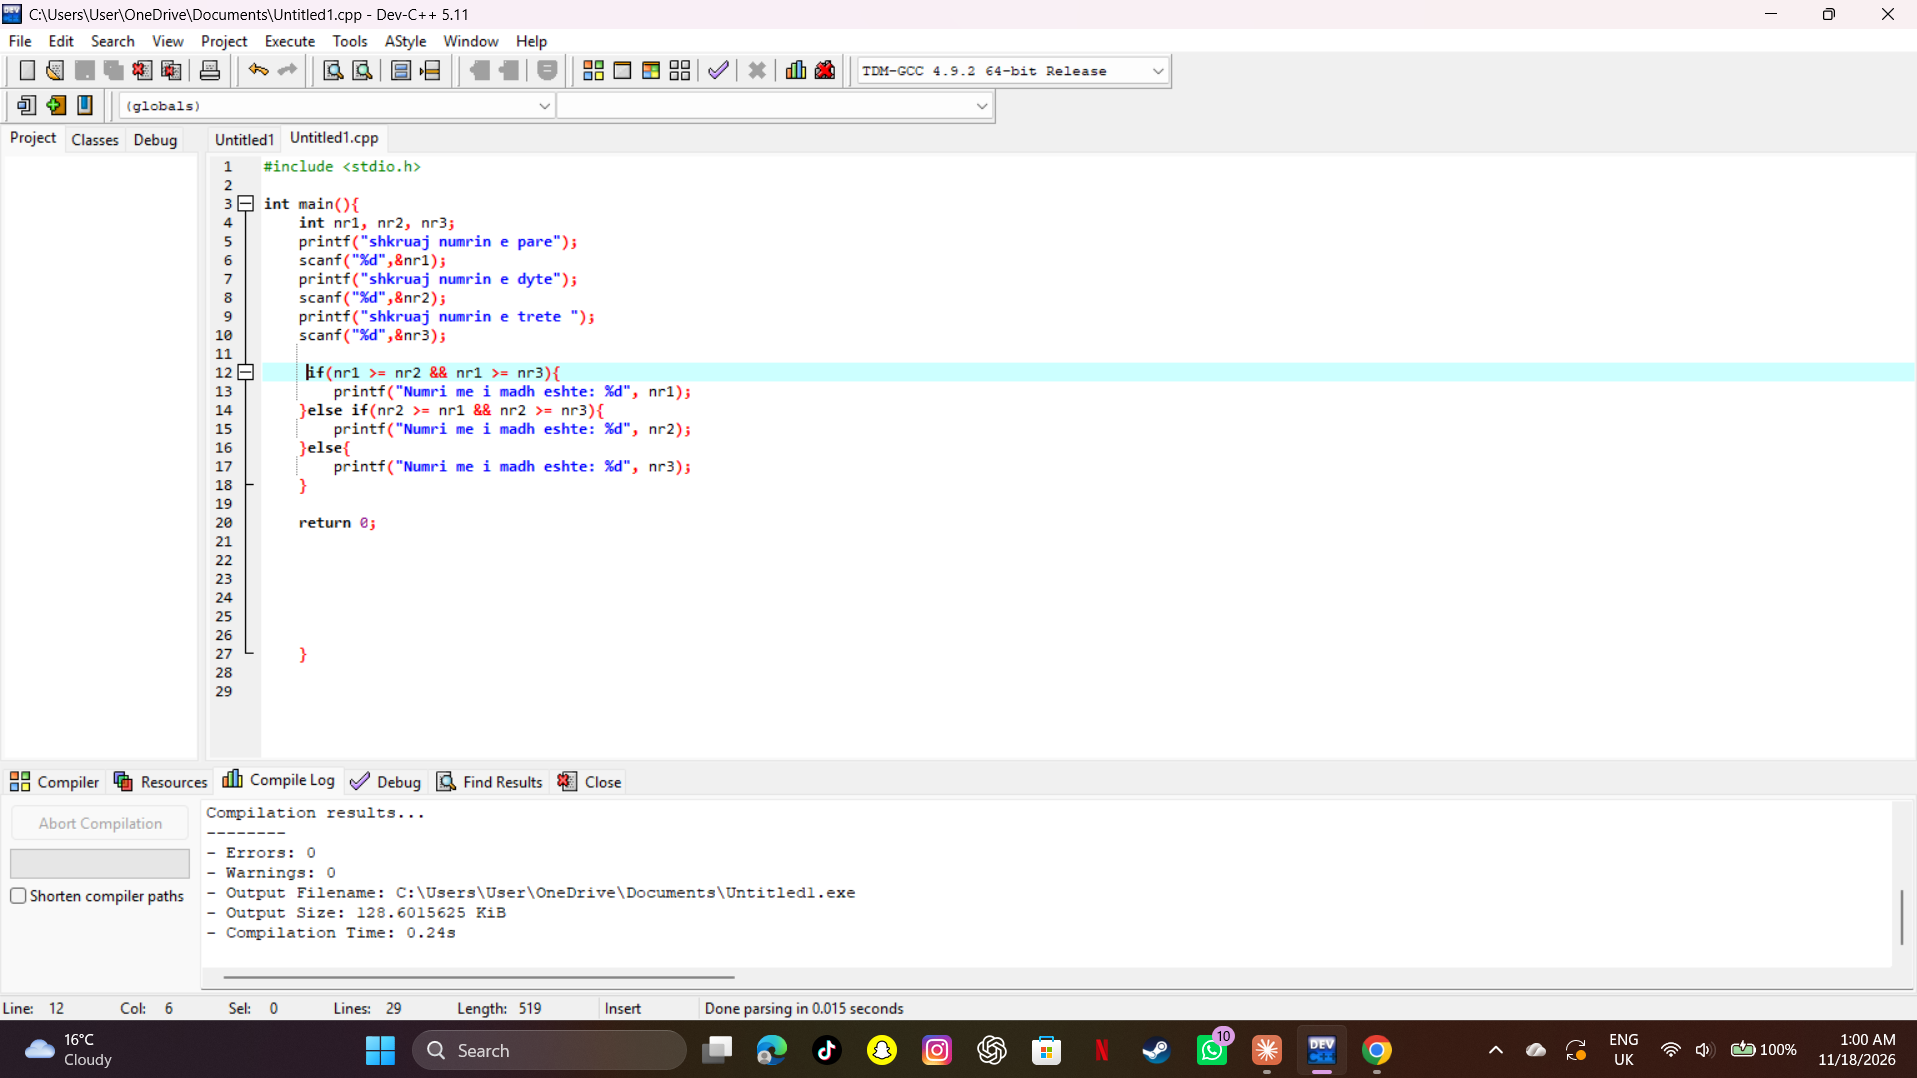 C:\Users\User\OneDrive\Documents\Untitled1.cpp - Dev-C++ 5.11
File Edit Search View Project Execute Tools AStyle Window Help
TDM-GCC 4.9.2 64-bit Release
(globals)
Project Classes Debug Untitled1 Untitled1.cpp
1 #include <stdio.h>
2
3 int main(){
4 int nr1, nr2, nr3;
5 printf("shkruaj numrin e pare");
6 scanf("%d",&nr1);
7 printf("shkruaj numrin e dyte");
8 scanf("%d",&nr2);
9 printf("shkruaj numrin e trete ");
10 scanf("%d",&nr3);
11
12 if(nr1 >= nr2 && nr1 >= nr3){
13 printf("Numri me i madh eshte: %d", nr1);
14 }else if(nr2 >= nr1 && nr2 >= nr3){
15 printf("Numri me i madh eshte: %d", nr2);
16 }else{
17 printf("Numri me i madh eshte: %d", nr3);
18 }
19
20 return 0;
21
22
23
24
25
26
27 }
28
29
Compiler Resources Compile Log Debug Find Results Close
Abort Compilation
Shorten compiler paths
Compilation results...
--------
- Errors: 0
- Warnings: 0
- Output Filename: C:\Users\User\OneDrive\Documents\Untitled1.exe
- Output Size: 128.6015625 KiB
- Compilation Time: 0.24s
Line: 12 Col: 6 Sel: 0 Lines: 29 Length: 519 Insert Done parsing in 0.015 seconds
16°C
Cloudy
Search
DEV
C++
10
ENG
UK
100%
1:00 AM
11/18/2026